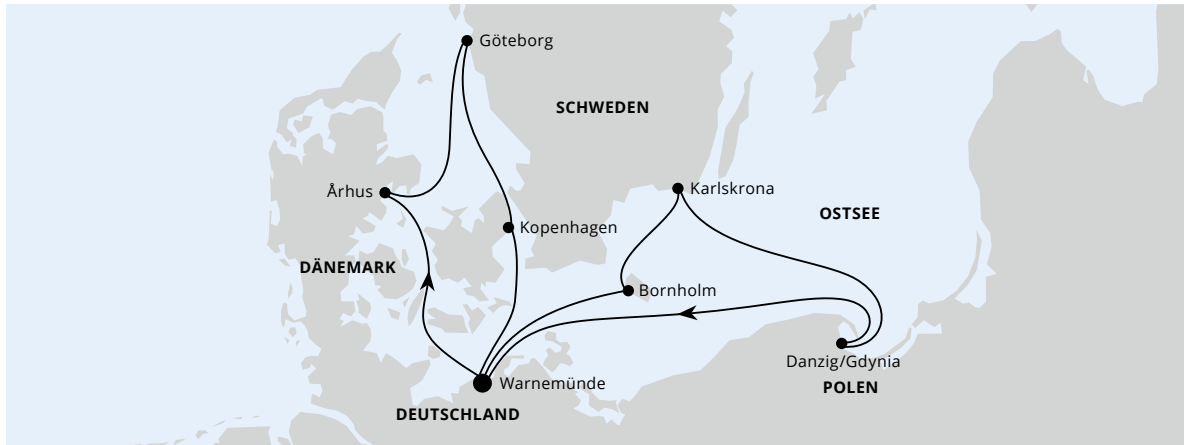 Göteborg
SCHWEDEN
Århus
Karlskrona
OSTSEE
Kopenhagen
DÄNEMARK
Bornholm
Danzig/Gdynia
Warnemünde
POLEN
DEUTSCHLAND